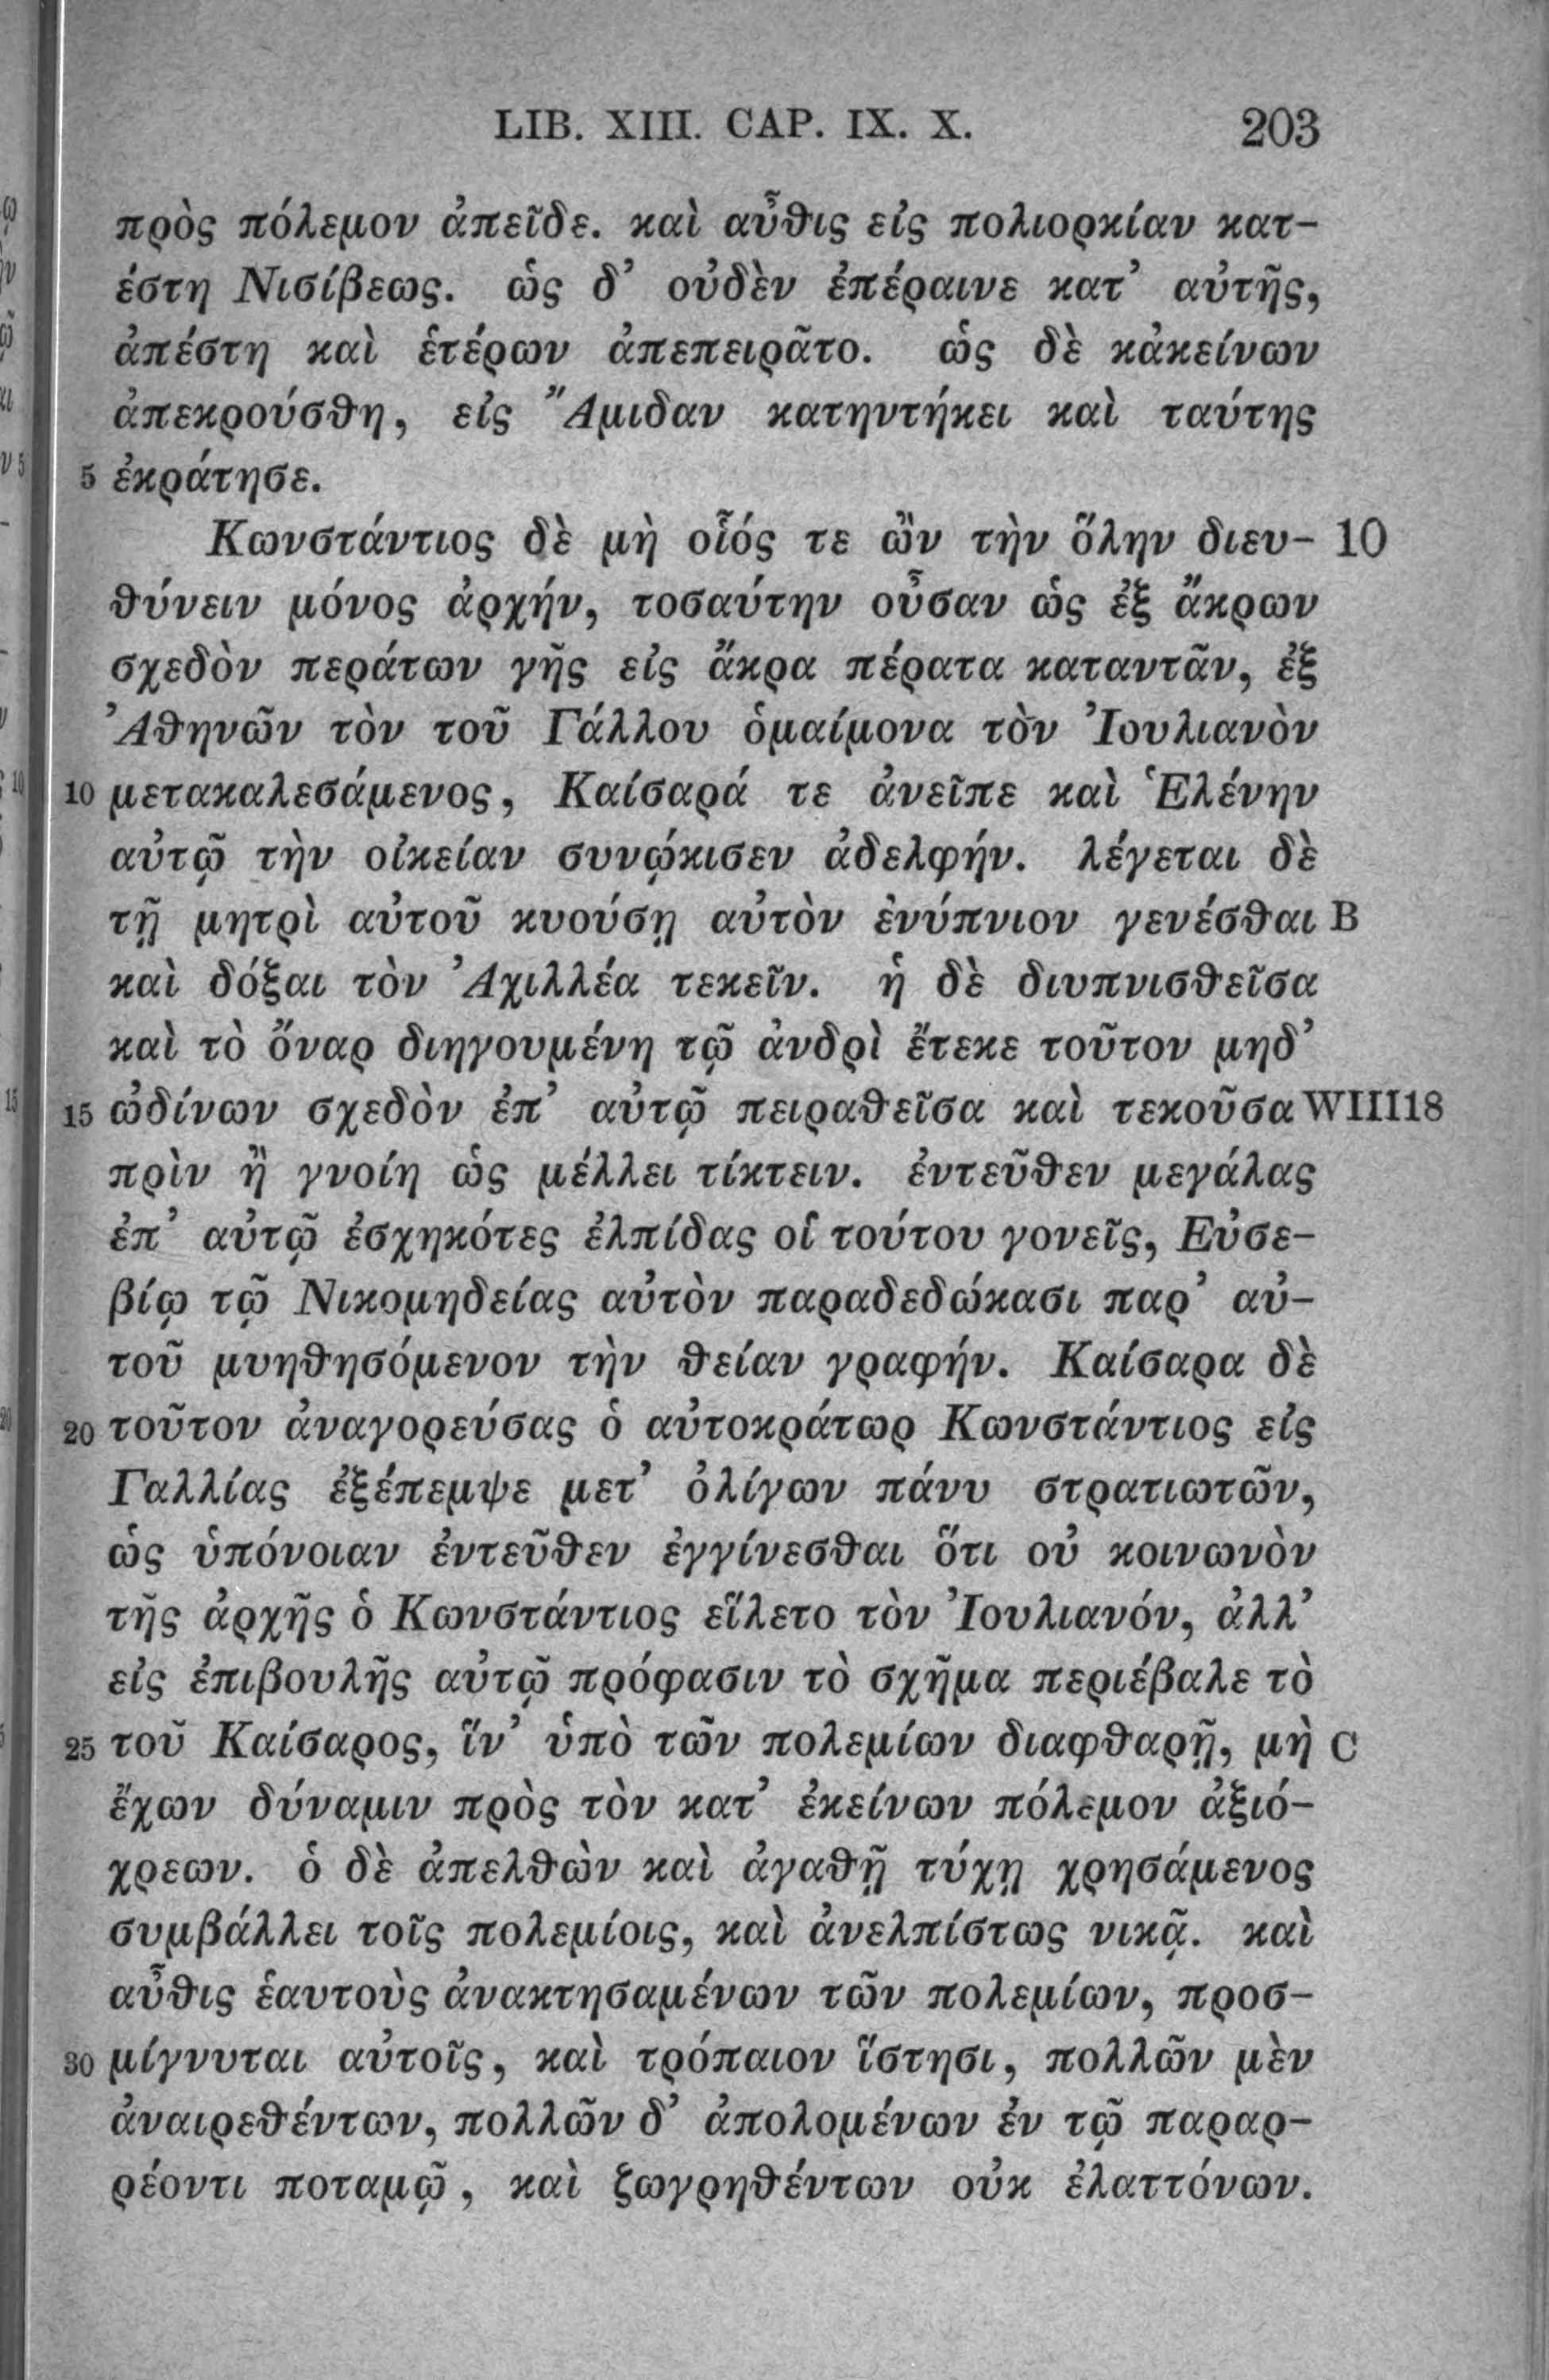 LIB. XIII. CAP. IX. X. 203
πρὸς πόλεμον ἀπεῖδε. καὶ αὖθις εἰς πολιορκίαν κατ-
έστη Νισίβεως. ὡς δ’ οὐδὲν ἐπέραινε κατ’ αὐτῆς,
ἀπέστη καὶ ἑτέρων ἀπεπειρᾶτο. ὡς δὲ κἀκείνων
ἀπεκρούσθη, εἰς Ἄμιδαν κατηντήκει καὶ ταύτης
5 ἐκράτησε.
Κωνστάντιος δὲ μὴ οἷός τε ὢν τὴν ὅλην διευ- 10
θύνειν μόνος ἀρχήν, τοσαύτην οὖσαν ὡς ἐξ ἄκρων
σχεδὸν περάτων γῆς εἰς ἄκρα πέρατα καταντᾶν, ἐξ
Ἀθηνῶν τὸν τοῦ Γάλλου ὁμαίμονα τὸν Ἰουλιανὸν
10 μετακαλεσάμενος, Καίσαρά τε ἀνεῖπε καὶ Ἑλένην
αὐτῷ τὴν οἰκείαν συνῴκισεν ἀδελφήν. λέγεται δὲ
τῇ μητρὶ αὐτοῦ κυούσῃ αὐτὸν ἐνύπνιον γενέσθαι B
καὶ δόξαι τὸν Ἀχιλλέα τεκεῖν. ἡ δὲ διυπνισθεῖσα
καὶ τὸ ὄναρ διηγουμένη τῷ ἀνδρὶ ἔτεκε τοῦτον μηδ’
15 ὠδίνων σχεδὸν ἐπ’ αὐτῷ πειραθεῖσα καὶ τεκοῦσα WIII18
πρὶν ἢ γνοίη ὡς μέλλει τίκτειν. ἐντεῦθεν μεγάλας
ἐπ’ αὐτῷ ἐσχηκότες ἐλπίδας οἱ τούτου γονεῖς, Εὐσε-
βίῳ τῷ Νικομηδείας αὐτὸν παραδεδώκασι παρ’ αὐ-
τοῦ μυηθησόμενον τὴν θείαν γραφήν. Καίσαρα δὲ
20 τοῦτον ἀναγορεύσας ὁ αὐτοκράτωρ Κωνστάντιος εἰς
Γαλλίας ἐξέπεμψε μετ’ ὀλίγων πάνυ στρατιωτῶν,
ὡς ὑπόνοιαν ἐντεῦθεν ἐγγίνεσθαι ὅτι οὐ κοινωνὸν
τῆς ἀρχῆς ὁ Κωνστάντιος εἵλετο τὸν Ἰουλιανόν, ἀλλ’
εἰς ἐπιβουλῆς αὐτῷ πρόφασιν τὸ σχῆμα περιέβαλε τὸ
25 τοῦ Καίσαρος, ἵν’ ὑπὸ τῶν πολεμίων διαφθαρῇ, μὴ C
ἔχων δύναμιν πρὸς τὸν κατ’ ἐκείνων πόλεμον ἀξιό-
χρεων. ὁ δὲ ἀπελθὼν καὶ ἀγαθῇ τύχῃ χρησάμενος
συμβάλλει τοῖς πολεμίοις, καὶ ἀνελπίστως νικᾷ. καὶ
αὖθις ἑαυτοὺς ἀνακτησαμένων τῶν πολεμίων, προσ-
30 μίγνυται αὐτοῖς, καὶ τρόπαιον ἵστησι, πολλῶν μὲν
ἀναιρεθέντων, πολλῶν δ’ ἀπολομένων ἐν τῷ παραρ-
ρέοντι ποταμῷ, καὶ ζωγρηθέντων οὐκ ἐλαττόνων.